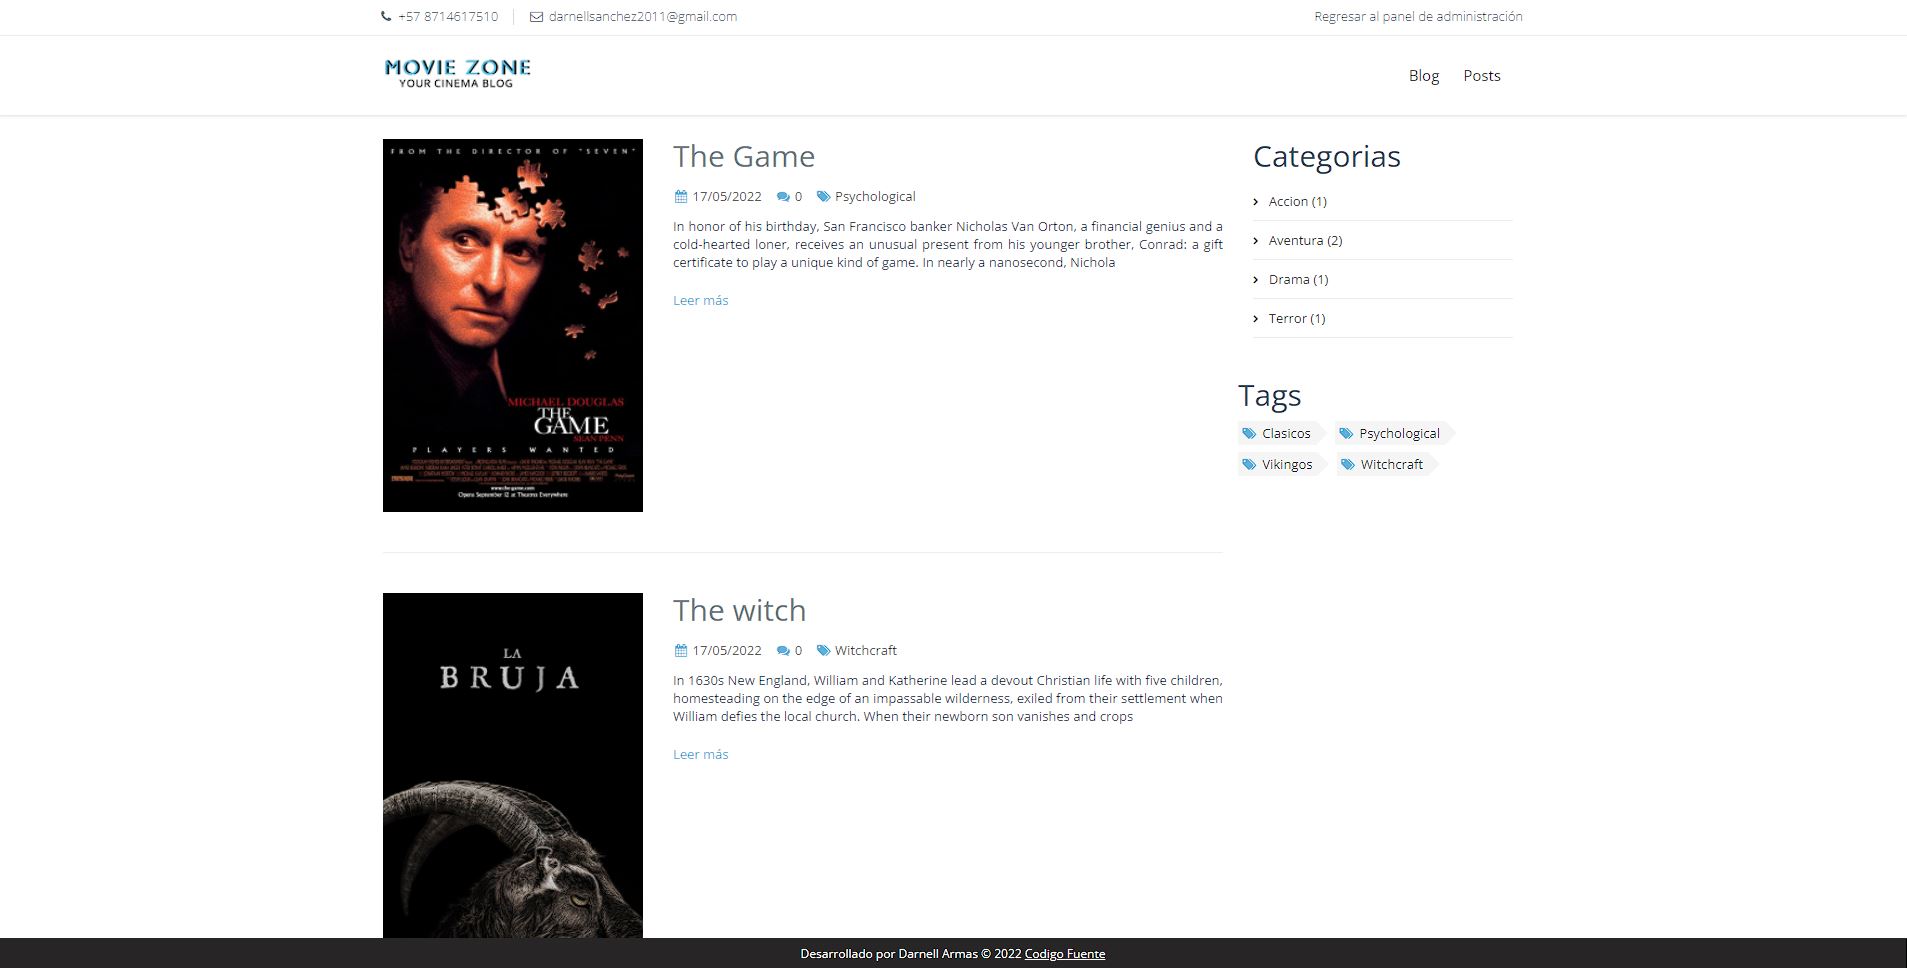 +57 8714617510
darnellsanchez2011@gmail.com
Regresar al panel de administración
MOVIE ZONE
YOUR CINEMA BLOG
Blog
Posts
FROM THE DIRECTOR OF "SEVEN"
MICHAEL DOUGLAS
THE
GAME
SEAN PENN
PLAYERS WANTED
Opens September 12 at Theatres Everywhere
The Game
17/05/2022 0 Psychological
In honor of his birthday, San Francisco banker Nicholas Van Orton, a financial genius and a
cold-hearted loner, receives an unusual present from his younger brother, Conrad: a gift
certificate to play a unique kind of game. In nearly a nanosecond, Nichola
Leer más
Categorias
Accion (1)
Aventura (2)
Drama (1)
Terror (1)
Tags
Clasicos
Psychological
Vikingos
Witchcraft
LA
BRUJA
The witch
17/05/2022 0 Witchcraft
In 1630s New England, William and Katherine lead a devout Christian life with five children,
homesteading on the edge of an impassable wilderness, exiled from their settlement when
William defies the local church. When their newborn son vanishes and crops
Leer más
Desarrollado por Darnell Armas © 2022 Codigo Fuente